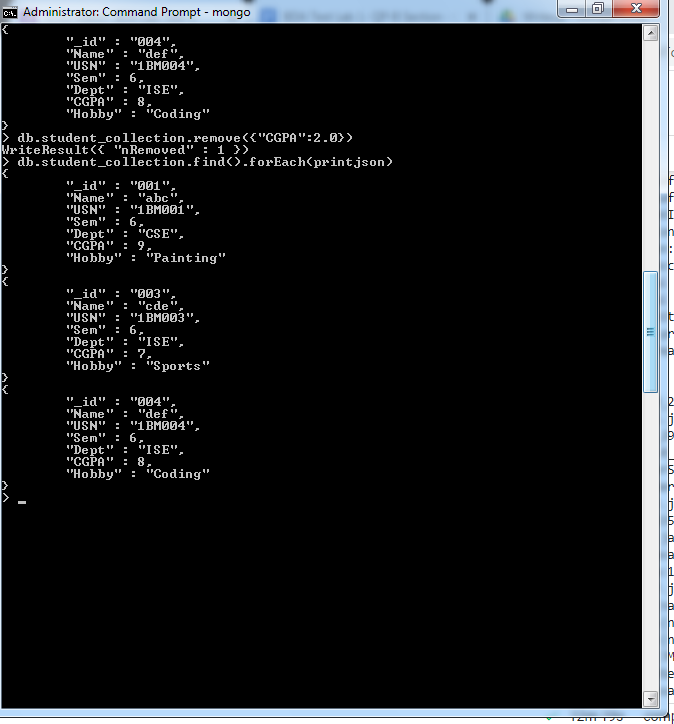 Administrator: Command Prompt - mongo
{
"_id" : "004",
"Name" : "def",
"USN" : "1BM004",
"Sem" : 6,
"Dept" : "ISE",
"CGPA" : 8,
"Hobby" : "Coding"
}
> db.student_collection.remove({"CGPA":2.0})
WriteResult({ "nRemoved" : 1 })
> db.student_collection.find().forEach(printjson)
{
"_id" : "001",
"Name" : "abc",
"USN" : "1BM001",
"Sem" : 6,
"Dept" : "CSE",
"CGPA" : 9,
"Hobby" : "Painting"
}
{
"_id" : "003",
"Name" : "cde",
"USN" : "1BM003",
"Sem" : 6,
"Dept" : "ISE",
"CGPA" : 7,
"Hobby" : "Sports"
}
{
"_id" : "004",
"Name" : "def",
"USN" : "1BM004",
"Sem" : 6,
"Dept" : "ISE",
"CGPA" : 8,
"Hobby" : "Coding"
}
> _